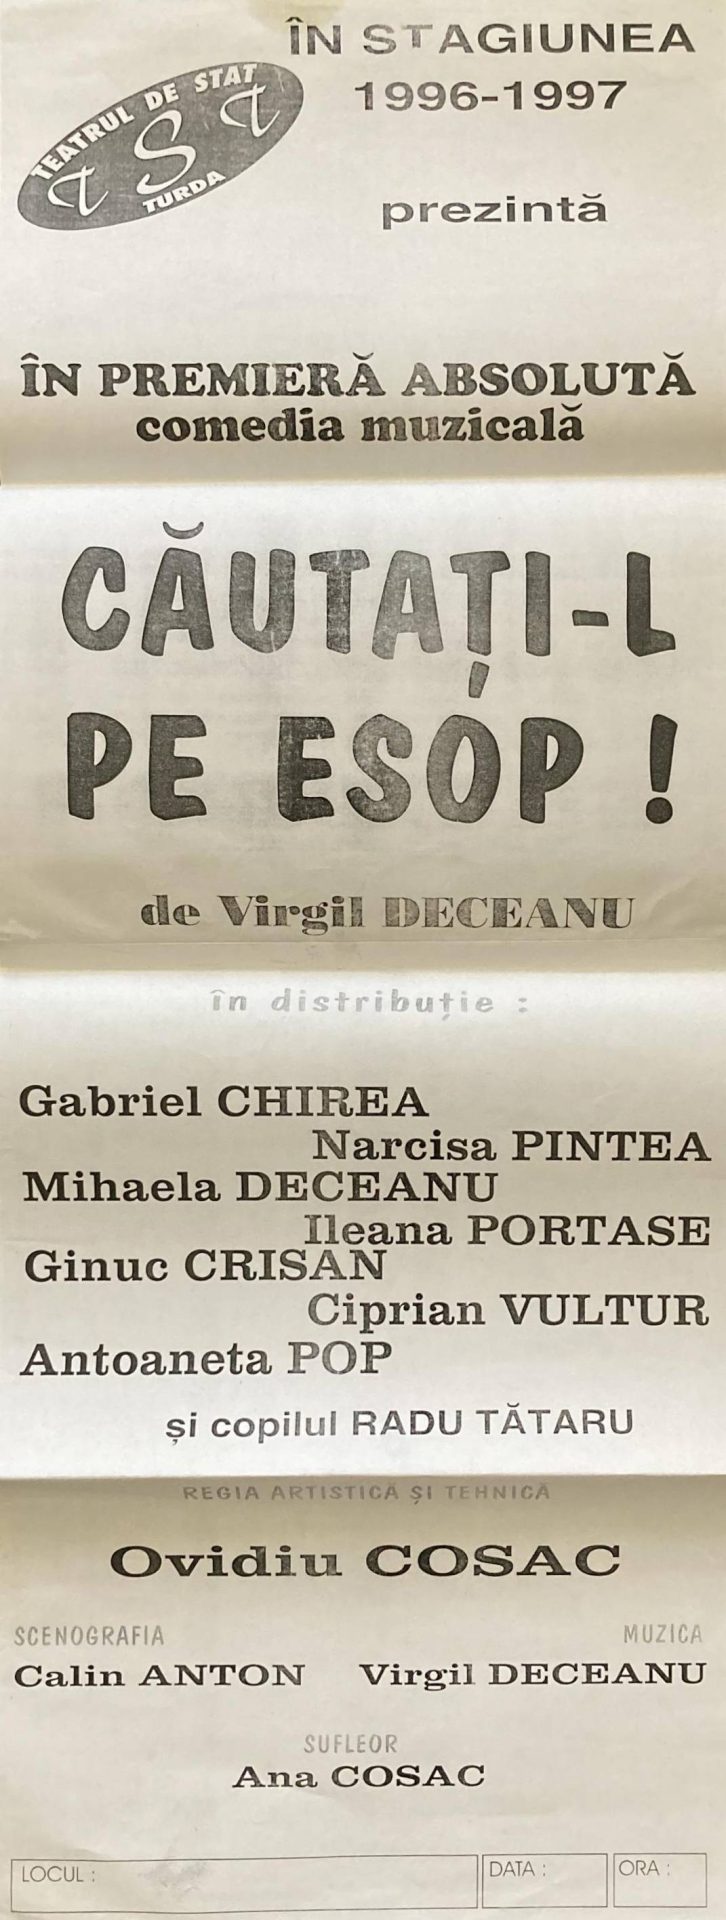 TEATRUL DE STAT
TST
TURDA
ÎN STAGIUNEA
1996-1997
prezintă
ÎN PREMIERĂ ABSOLUTĂ
comedia muzicală
CĂUTAȚI-L
PE ESOP !
de Virgil DECEANU
în distribuție :
Gabriel CHIREA
Narcisa PINTEA
Mihaela DECEANU
Ileana PORTASE
Ginuc CRISAN
Ciprian VULTUR
Antoaneta POP
și copilul RADU TĂTARU
REGIA ARTISTICĂ ȘI TEHNICĂ
Ovidiu COSAC
SCENOGRAFIA
Calin ANTON
MUZICA
Virgil DECEANU
SUFLEOR
Ana COSAC
LOCUL :
DATA :
ORA :